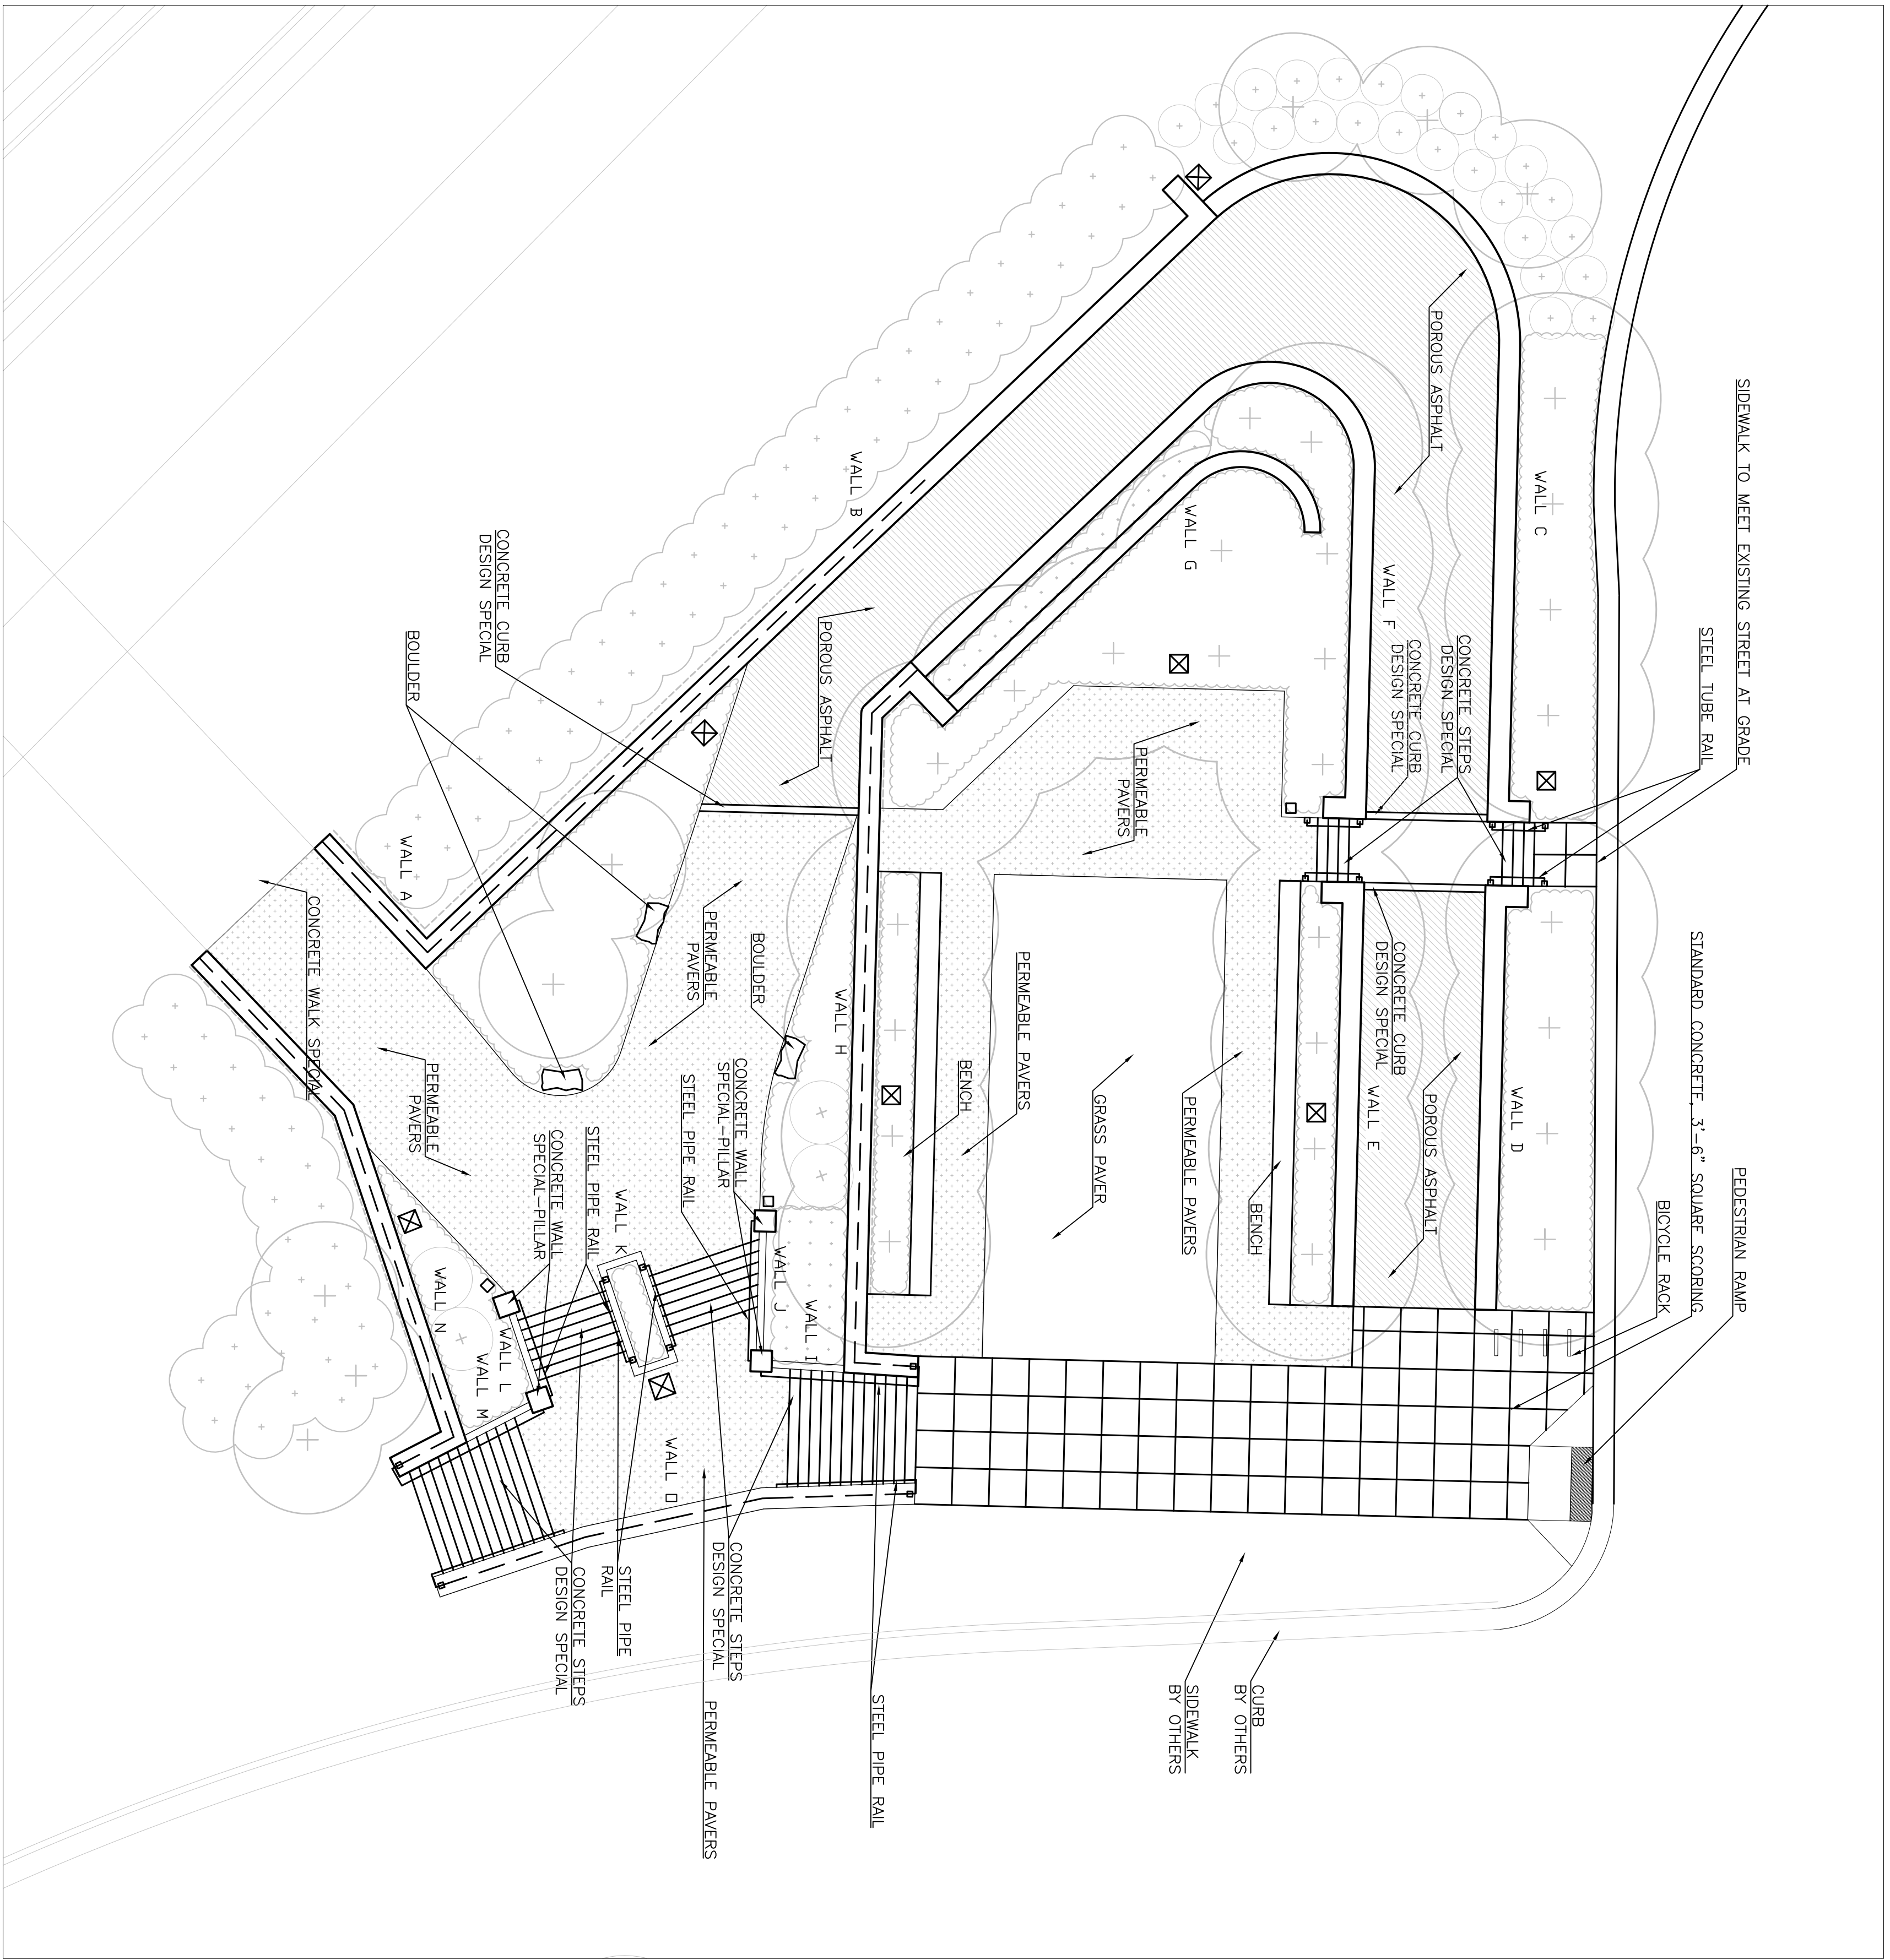 SIDEWALK TO MEET EXISTING STREET AT GRADE
PEDESTRIAN RAMP
STEEL TUBE RAIL
STANDARD CONCRETE, 3'-6" SQUARE SCORING
BICYCLE RACK
WALL C
WALL D
CONCRETE STEPS
DESIGN SPECIAL
POROUS ASPHALT
CONCRETE CURB
DESIGN SPECIAL
POROUS ASPHALT
WALL F
CONCRETE CURB
DESIGN SPECIAL
WALL E
BENCH
CURB
BY OTHERS
WALL G
PERMEABLE PAVERS
SIDEWALK
BY OTHERS
PERMEABLE
PAVERS
GRASS PAVER
PERMEABLE PAVERS
BENCH
STEEL PIPE RAIL
WALL B
WALL H
POROUS ASPHALT
WALL I
WALL J
BOULDER
CONCRETE WALL
SPECIAL-PILLAR
CONCRETE STEPS
DESIGN SPECIAL
PERMEABLE
PAVERS
PERMEABLE PAVERS
STEEL PIPE RAIL
WALL O
WALL K
STEEL PIPE
RAIL
STEEL PIPE RAIL
CONCRETE STEPS
DESIGN SPECIAL
CONCRETE WALL
SPECIAL-PILLAR
CONCRETE CURB
DESIGN SPECIAL
WALL L
WALL M
WALL N
BOULDER
WALL A
PERMEABLE
PAVERS
CONCRETE WALK SPECIAL